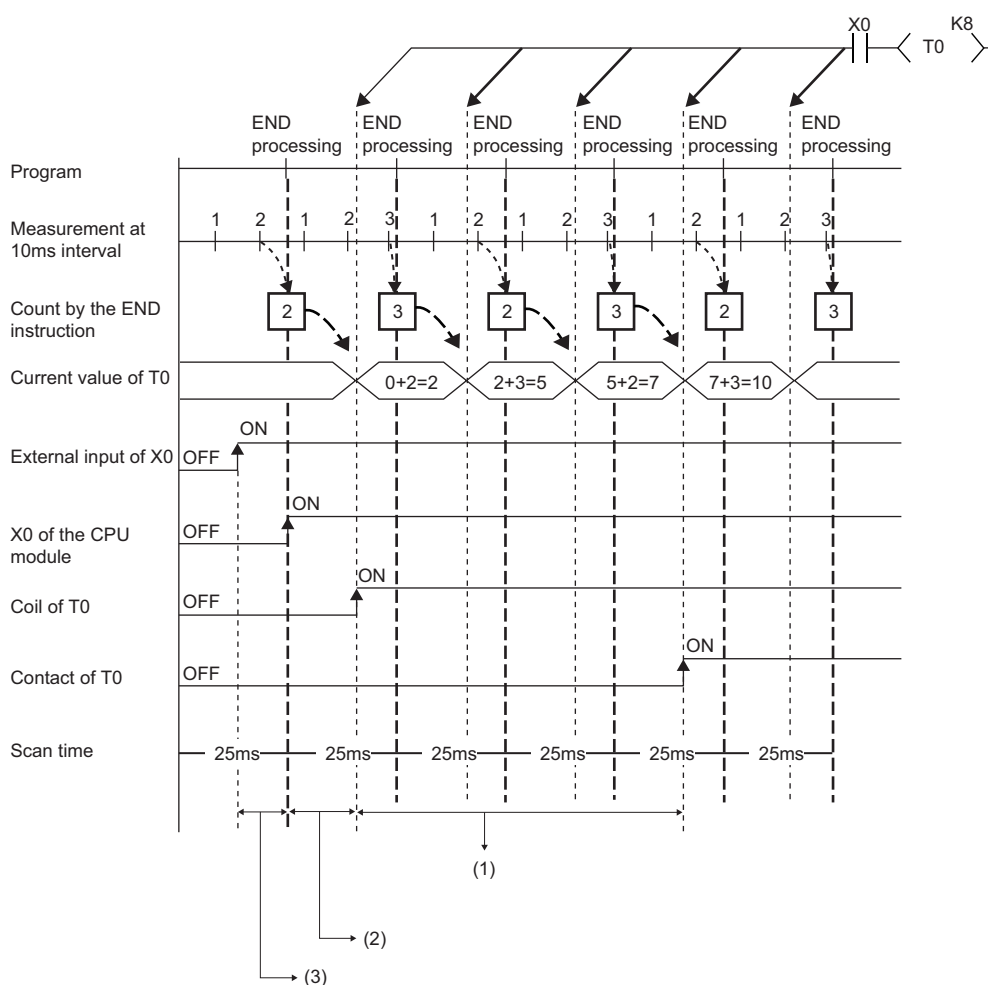 X0 K8
T0
END processing END processing END processing END processing END processing END processing
Program
1 2 1 2 3 1 2 1 2 3 1 2 1 2 3
Measurement at
10ms interval
Count by the END
instruction
2 3 2 3 2 3
Current value of T0
0+2=2 2+3=5 5+2=7 7+3=10
ON
External input of X0 OFF
ON
X0 of the CPU
module
OFF
ON
Coil of T0 OFF
ON
Contact of T0 OFF
Scan time 25ms 25ms 25ms 25ms 25ms 25ms
(1)
(2)
(3)